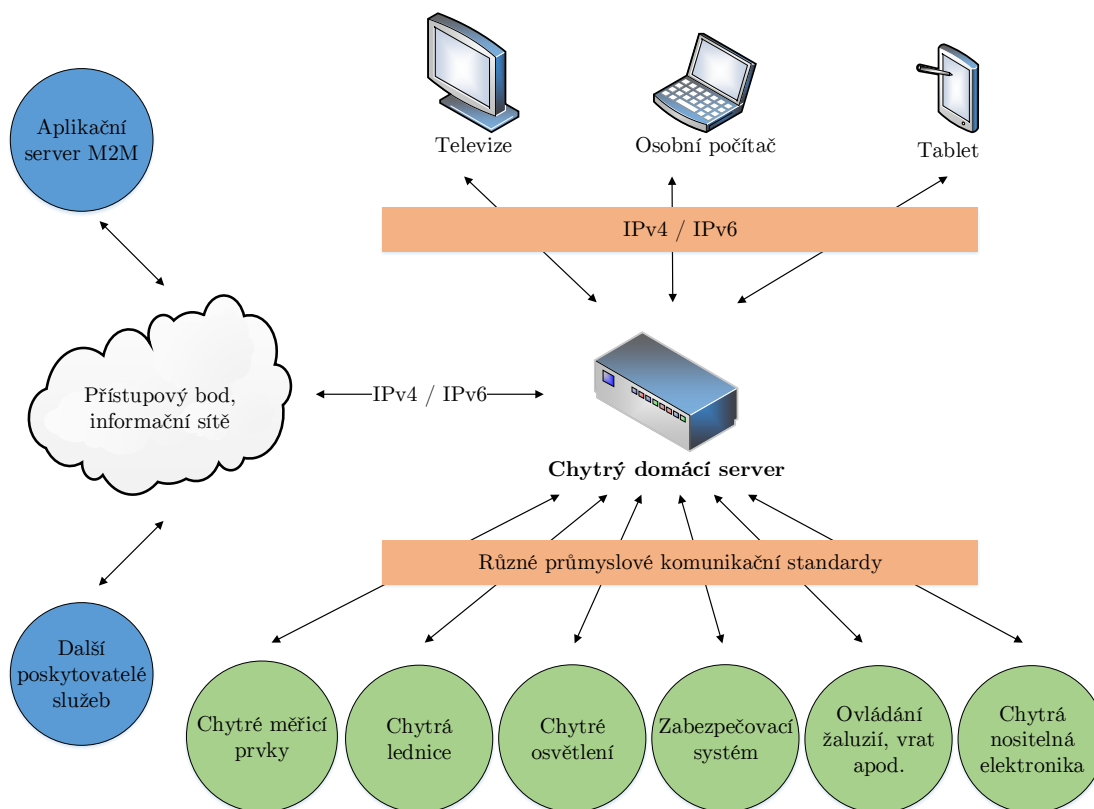 Aplikační
server M2M
Televize
Osobní počítač
Tablet
IPv4 / IPv6
Přístupový bod,
informační sítě
IPv4 / IPv6
Chytrý domácí server
Různé průmyslové komunikační standardy
Další
poskytovatelé
služeb
Chytré měřicí
prvky
Chytrá
lednice
Chytré
osvětlení
Zabezpečovací
systém
Ovládání
žaluzií, vrat
apod.
Chytrá
nositelná
elektronika